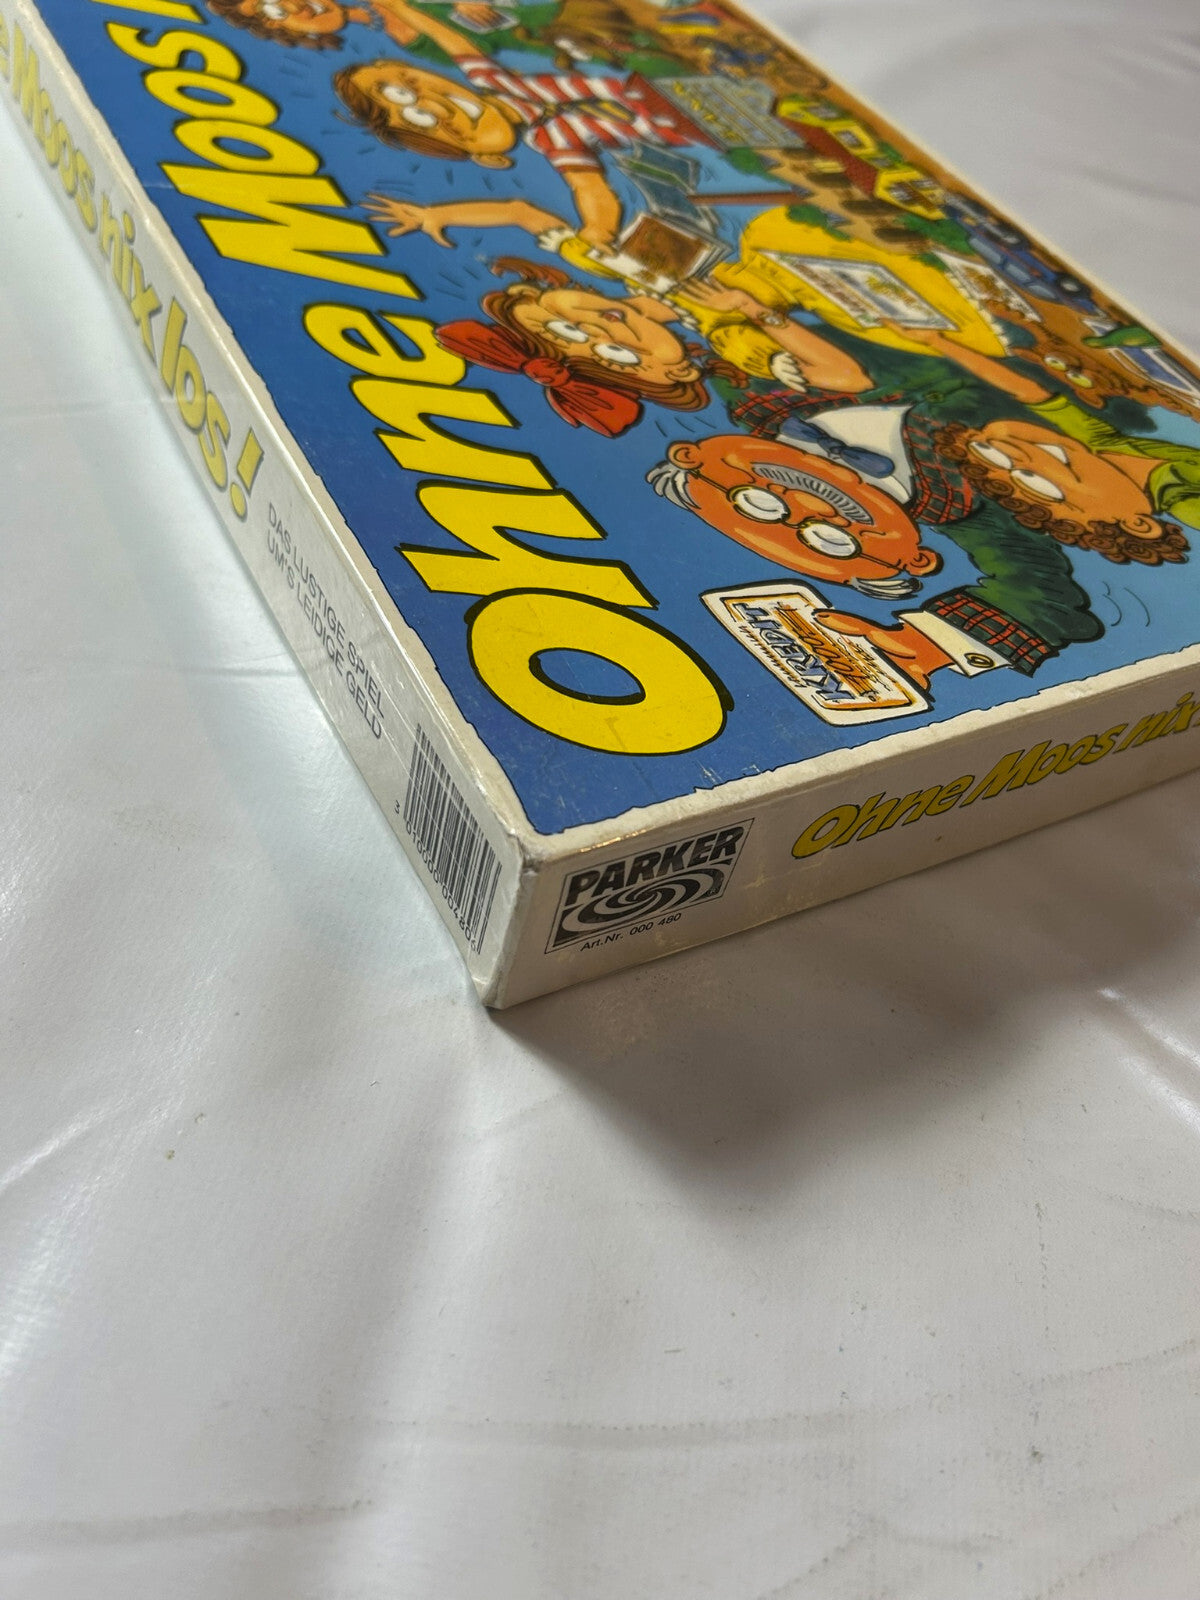 Ohne Moos
KREDIT
e Moos nix los!
DAS LUSTIGE SPIEL
UM'S LEIDIGE GELD
PARKER
Art.Nr. 000 480
Ohne Moos nix